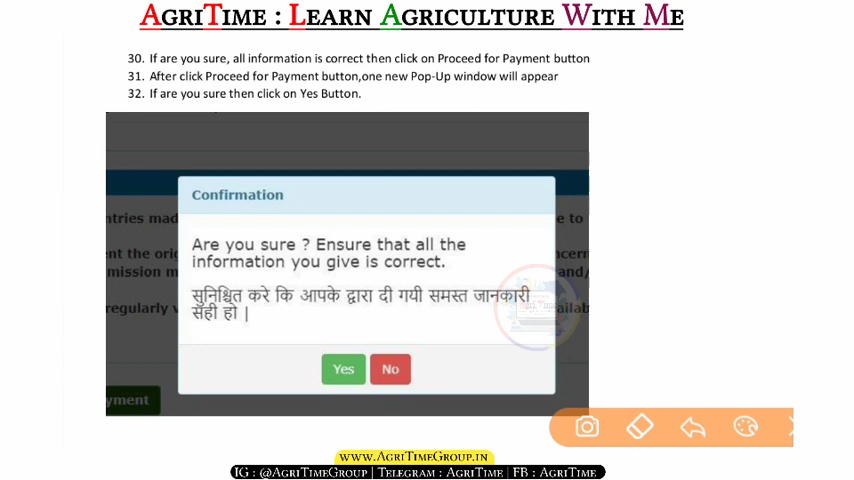 AgriTime : Learn Agriculture With Me
30. If are you sure, all information is correct then click on Proceed for Payment button
31. After click Proceed for Payment button,one new Pop-Up window will appear
32. If are you sure then click on Yes Button.
Confirmation
ntries mad
e to
Are you sure ? Ensure that all the
information you give is correct.
nt the orig
ncern
mission m
and/
सुनिश्चित करे कि आपके द्वारा दी गयी समस्त जानकारी
सही हो |
regularly v
ailab
Yes No
yment
www.AgriTimeGroup.in
IG : @AgriTimeGroup | Telegram : AgriTime | FB : AgriTime